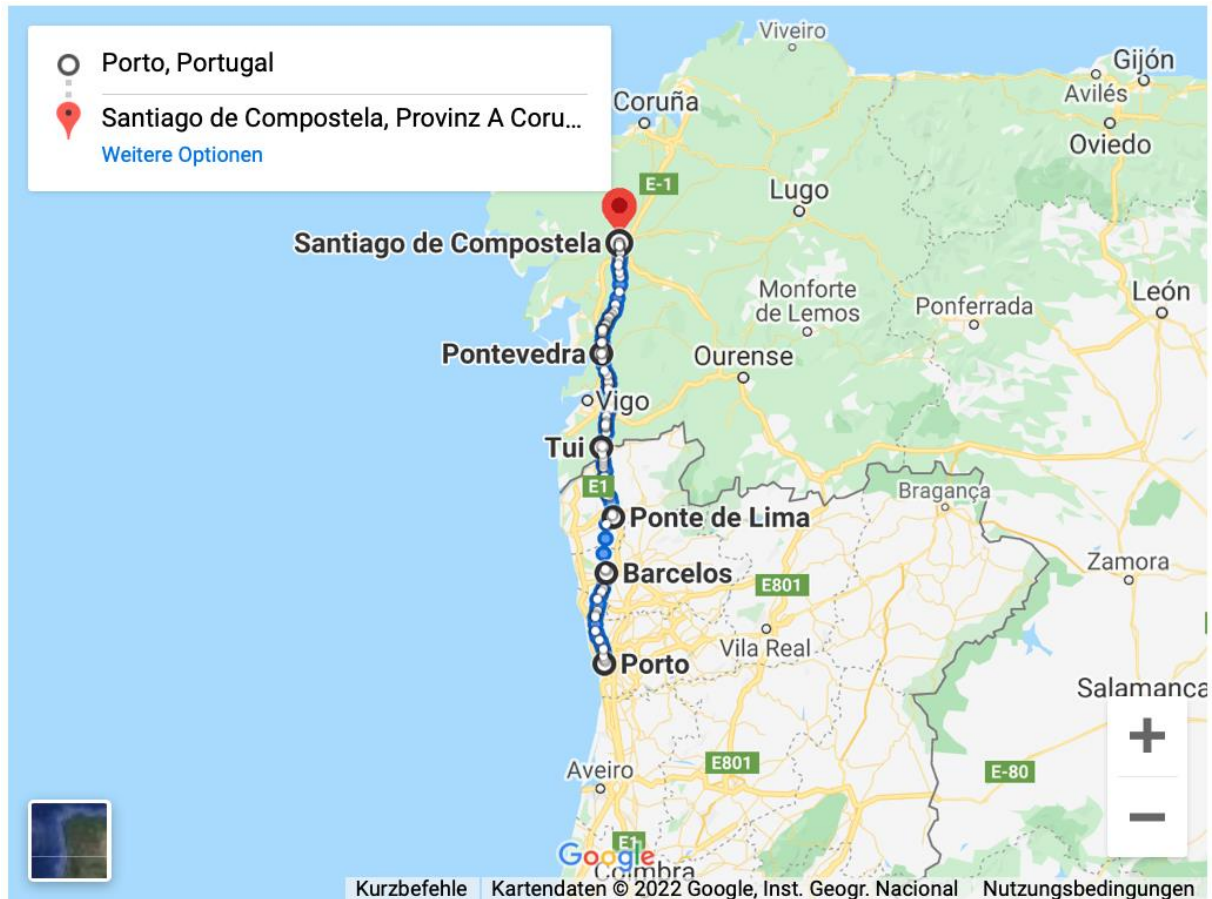 Porto, Portugal
Santiago de Compostela, Provinz A Coru...
Weitere Optionen
Viveiro
Gijón
Avilés
Coruña
Oviedo
E-1
Lugo
Santiago de Compostela
Monforte
de Lemos
León
Ponferrada
Pontevedra
Ourense
Vigo
Tui
E1
Bragança
Ponte de Lima
Zamora
Barcelos
E801
Vila Real
Porto
Salamanca
+
−
Aveiro
E801
E-80
E1
Google
Coimbra
Kurzbefehle
Kartendaten © 2022 Google, Inst. Geogr. Nacional
Nutzungsbedingungen